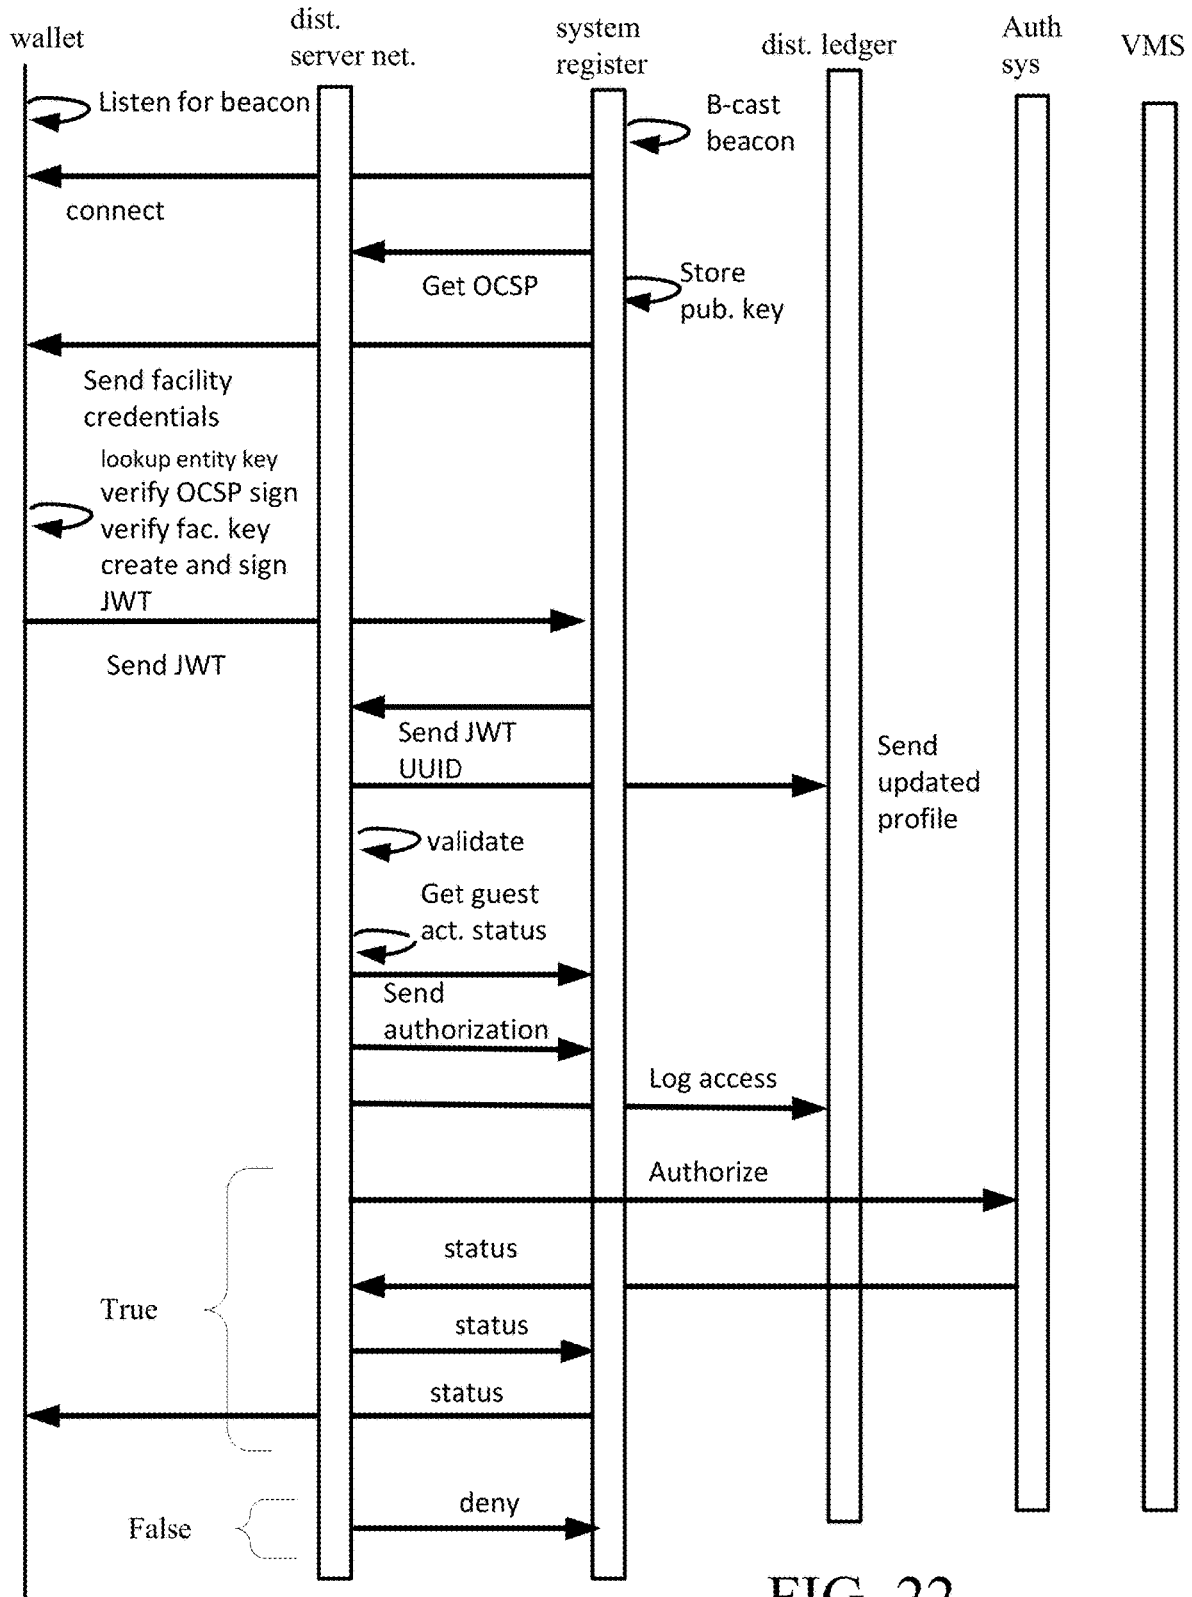 wallet
dist.
server net.
system
register
dist. ledger
Auth
sys
VMS
Listen for beacon
B-cast
beacon
connect
Get OCSP
Store
pub. key
Send facility
credentials
lookup entity key
verify OCSP sign
verify fac. key
create and sign
JWT
Send JWT
Send JWT
UUID
Send
updated
profile
validate
Get guest
act. status
Send
authorization
Log access
Authorize
status
True
status
status
deny
False
FIG. 22